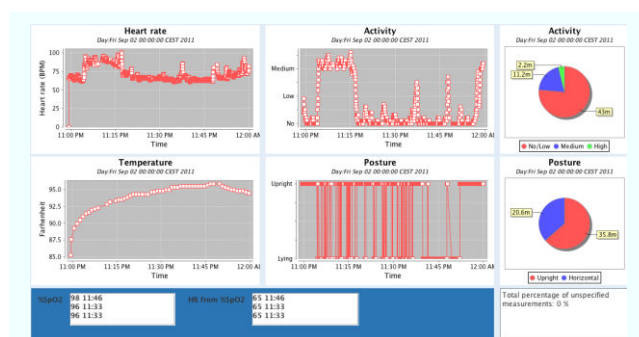 Heart rate
Day:Fri Sep 02 00:00:00 CEST 2011
100
75
50
25
0
Heart rate (BPM)
11:00 PM 11:15 PM 11:30 PM 11:45 PM 12:00 AM
Time
Activity
Day:Fri Sep 02 00:00:00 CEST 2011
Medium
Low
No
11:00 PM 11:15 PM 11:30 PM 11:45 PM 12:00 AM
Time
Activity
Day:Fri Sep 02 00:00:00 CEST 2011
2.2m
11.2m
43m
No/Low Medium High
Temperature
Day:Fri Sep 02 00:00:00 CEST 2011
95.0
92.5
90.0
87.5
85.0
Farhenheit
11:00 PM 11:15 PM 11:30 PM 11:45 PM 12:00 AM
Time
Posture
Day:Fri Sep 02 00:00:00 CEST 2011
Upright
Lying
11:00 PM 11:15 PM 11:30 PM 11:45 PM 12:00 AM
Time
Posture
Day:Fri Sep 02 00:00:00 CEST 2011
20.6m
35.8m
Upright Horizontal
%SpO2
98 11:46
96 11:33
96 11:33
HR from %SpO2
65 11:46
65 11:33
65 11:33
Total percentage of unspecified
measurements: 0 %